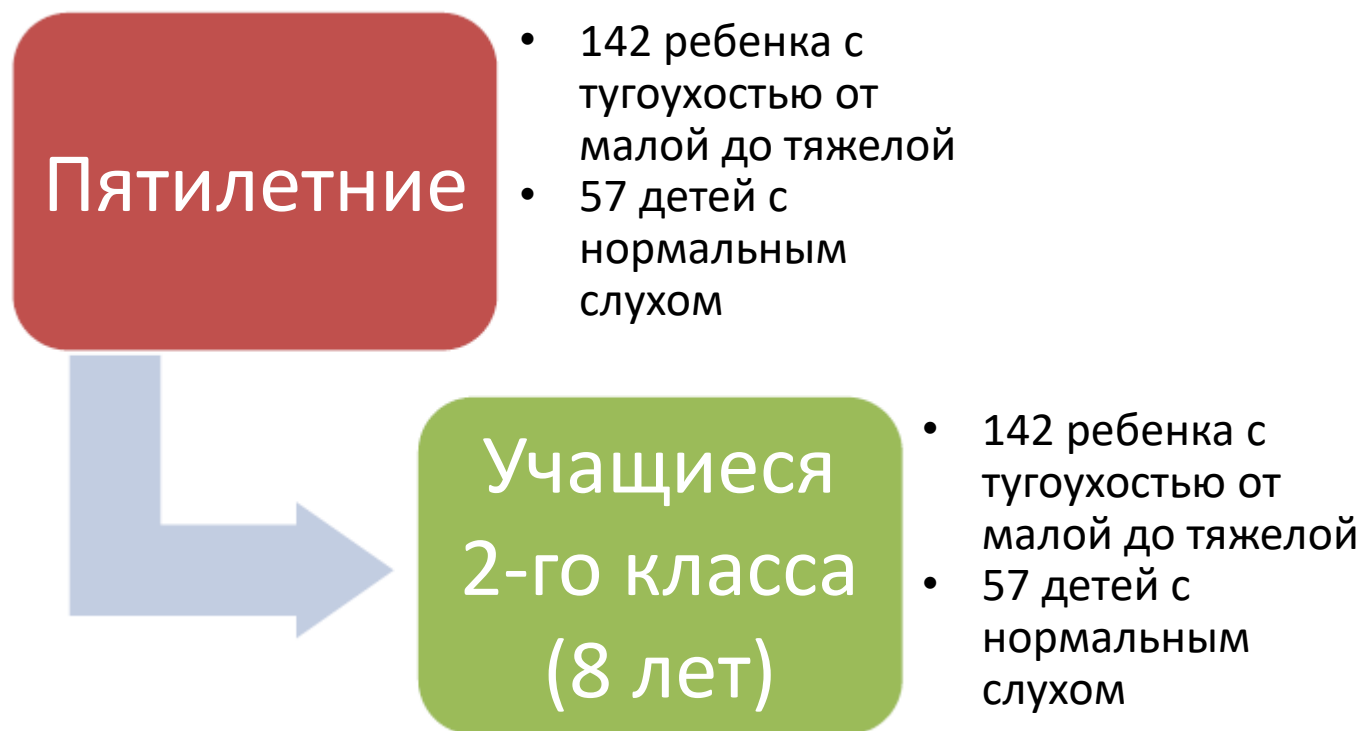 Пятилетние
• 142 ребенка с
тугоухостью от
малой до тяжелой
• 57 детей с
нормальным
слухом
Учащиеся
2-го класса
(8 лет)
• 142 ребенка с
тугоухостью от
малой до тяжелой
• 57 детей с
нормальным
слухом